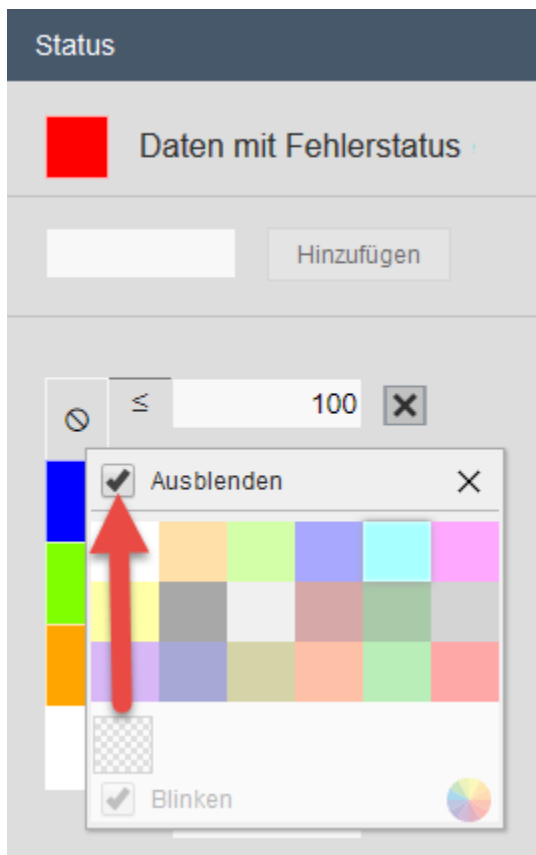 Status
Daten mit Fehlerstatus
Hinzufügen
≤ 100
Ausblenden
Blinken